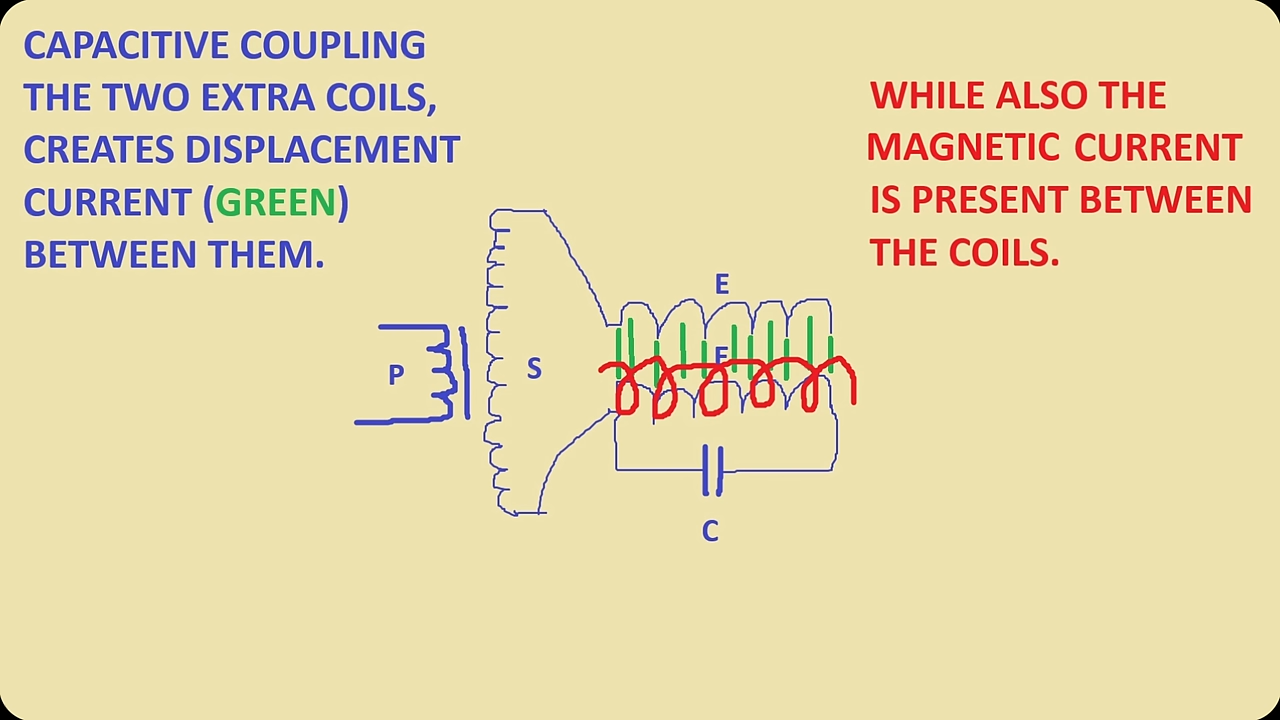 CAPACITIVE COUPLING
THE TWO EXTRA COILS,
CREATES DISPLACEMENT
CURRENT (GREEN)
BETWEEN THEM.
WHILE ALSO THE
MAGNETIC CURRENT
IS PRESENT BETWEEN
THE COILS.
E
E
P
S
C